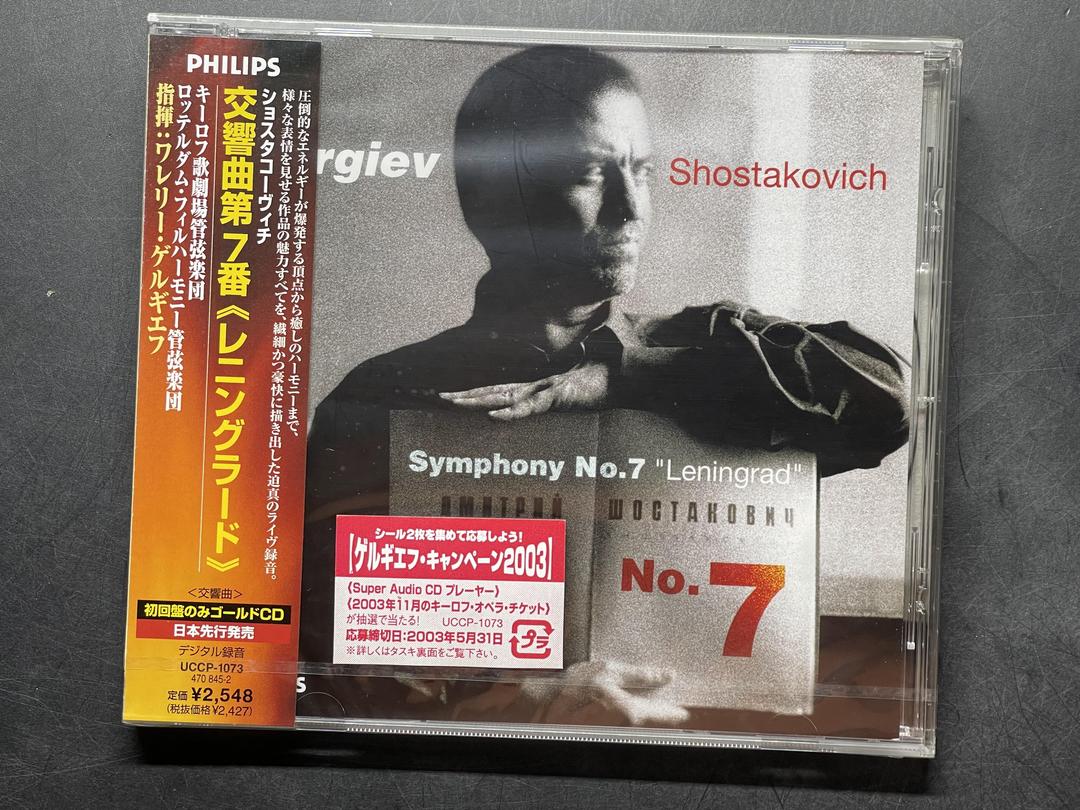 PHILIPS
圧倒的なエネルギーが爆発する頂点から癒しのハーモニーまで、
様々な表情を見せる作品の魅力すべてを、繊細かつ豪快に描き出した迫真のライヴ録音。
ショスタコーヴィチ
交響曲第7番《レニングラード》
キーロフ歌劇場管弦楽団
ロッテルダム・フィルハーモニー管弦楽団
指揮：ワレリー・ゲルギエフ
<交響曲>
初回盤のみゴールドCD
日本先行発売
デジタル録音
UCCP-1073
470 845-2
定価 ¥2,548
(税抜価格 ¥2,427)
rgiev
Shostakovich
Symphony No.7 "Leningrad"
ДМИТРИЙ ШОСТАКОВИЧ
No.7
シール2枚を集めて応募しよう!
【ゲルギエフ・キャンペーン2003】
《Super Audio CD プレーヤー》
《2003年11月のキーロフ・オペラ・チケット》
が抽選で当たる! UCCP-1073
応募締切日:2003年5月31日
※詳しくはタスキ裏面をご覧下さい。
プラ
S